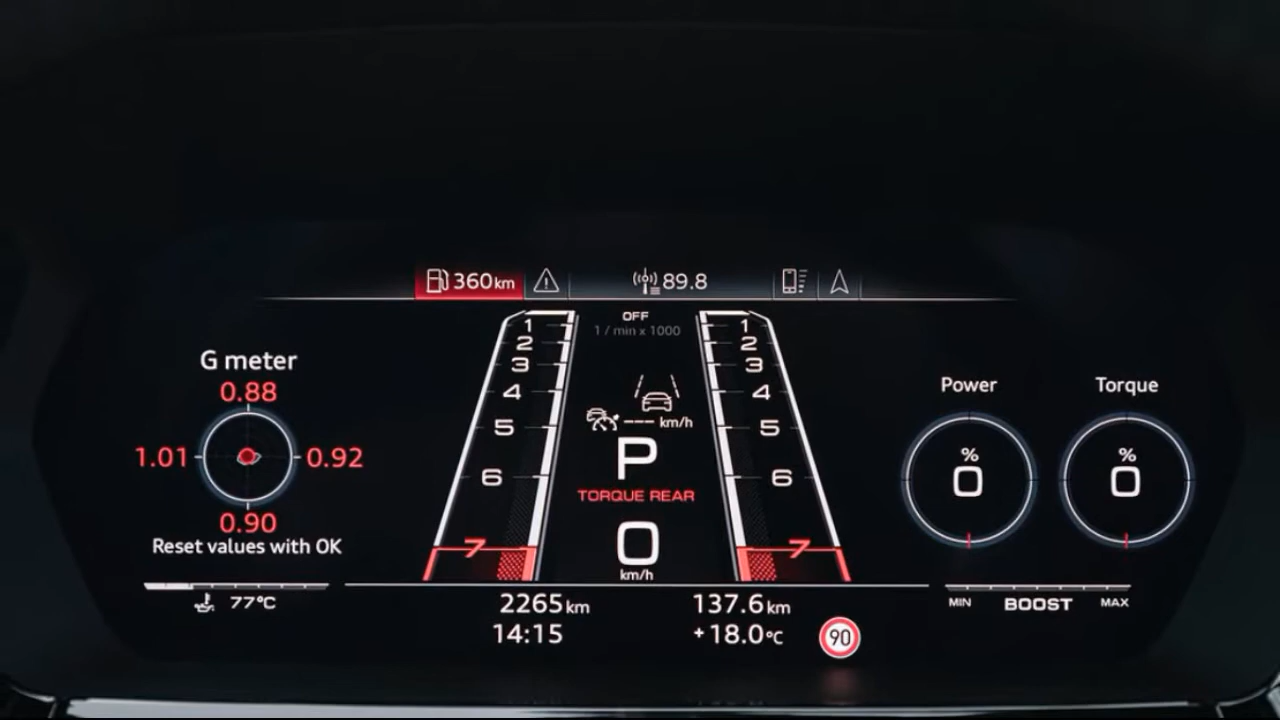 360km
89.8
OFF
1 / min x 1000
1 1
2 2
3 3
4 4
5 5
6 6
7 7
G meter
0.88
1.01 0.92
0.90
Reset values with OK
--- km/h
P
TORQUE REAR
0
km/h
Power Torque
% %
0 0
77°C
MIN BOOST MAX
2265km 137.6km
14:15 +18.0°C
90